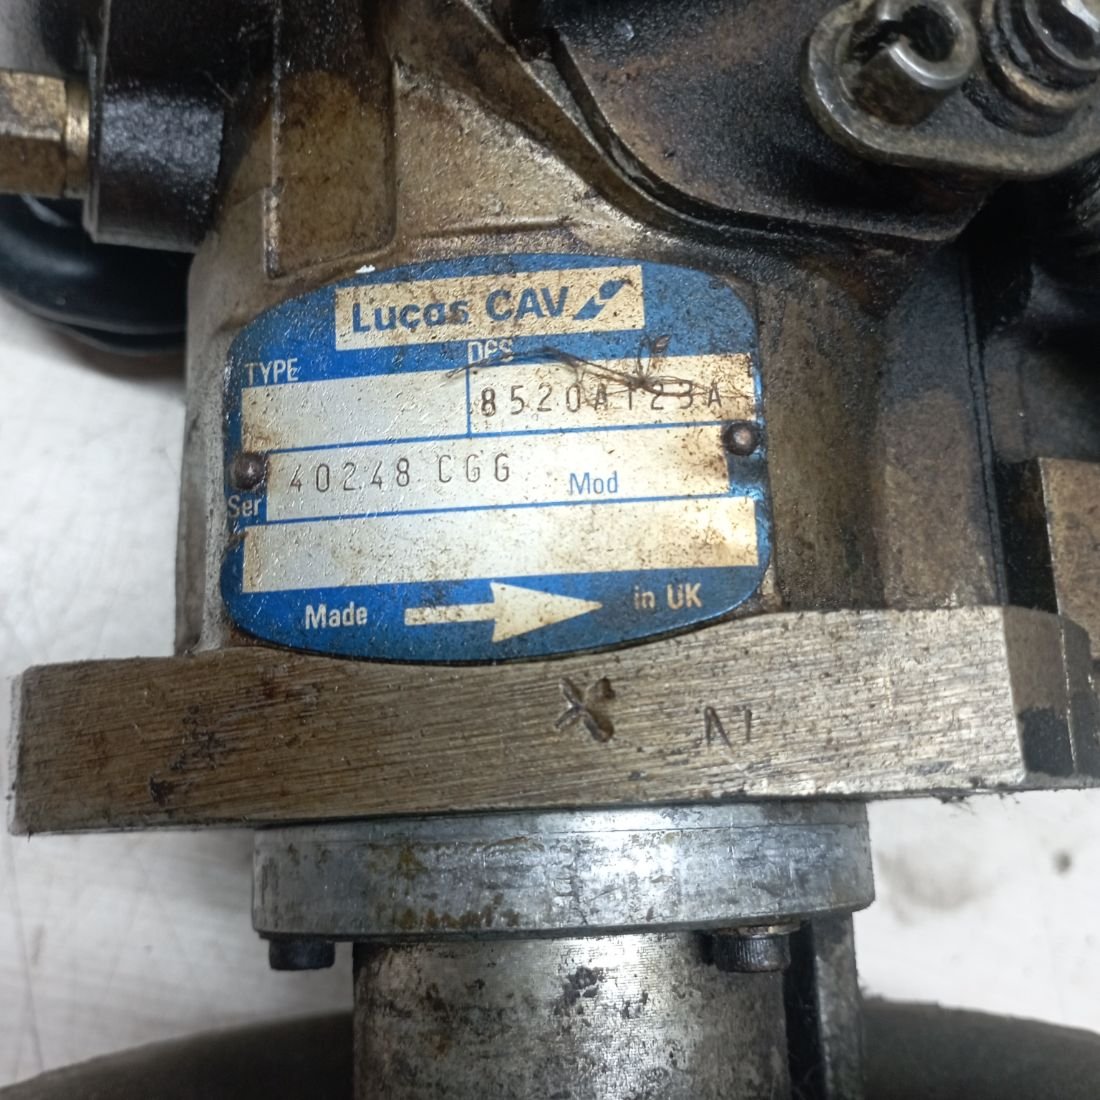 Lucas CAV
TYPE
DPS
8520A123A
Ser
40248 CGG
Mod
Made
in UK